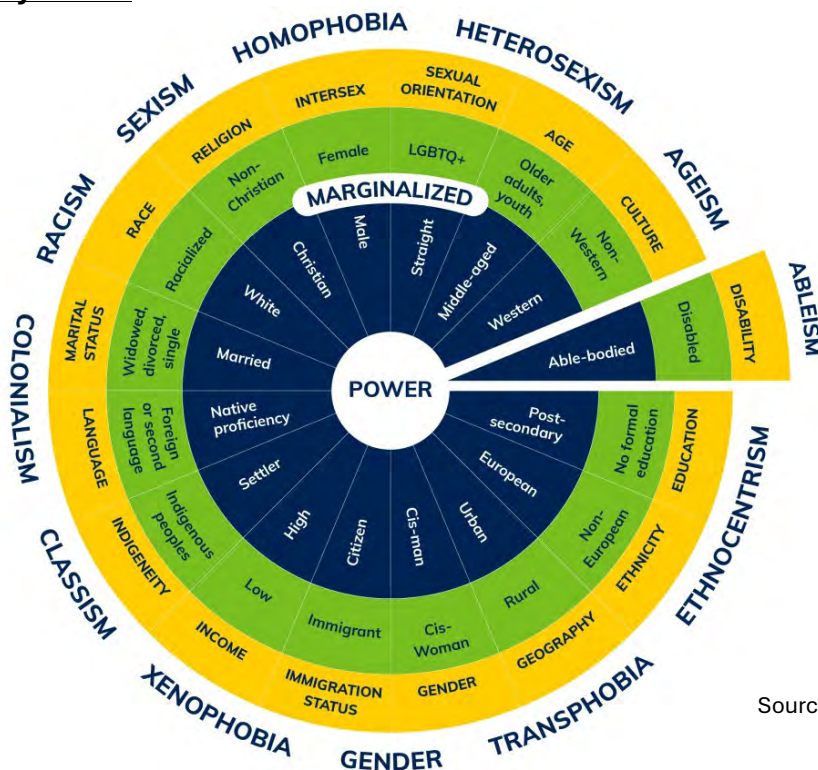 HOMOPHOBIA
HETEROSEXISM
AGEISM
ABLEISM
ETHNOCENTRISM
TRANSPHOBIA
GENDER
XENOPHOBIA
CLASSISM
COLONIALISM
RACISM
SEXISM
INTERSEX
SEXUAL
ORIENTATION
AGE
CULTURE
DISABILITY
EDUCATION
ETHNICITY
GEOGRAPHY
GENDER
IMMIGRATION
STATUS
INCOME
INDIGENEITY
LANGUAGE
MARITAL
STATUS
RACE
RELIGION
Female
LGBTQ+
Older
adults,
youth
Non-
Western
Disabled
No formal
education
Non-
European
Rural
Cis-
Woman
Immigrant
Low
Indigenous
peoples
Foreign
or second
language
Widowed,
divorced,
single
Racialized
Non-
Christian
MARGINALIZED
Male
Straight
Middle-aged
Western
Able-bodied
Post-
secondary
European
Urban
Cis-man
Citizen
High
Settler
Native
proficiency
Married
White
Christian
POWER
Sourc